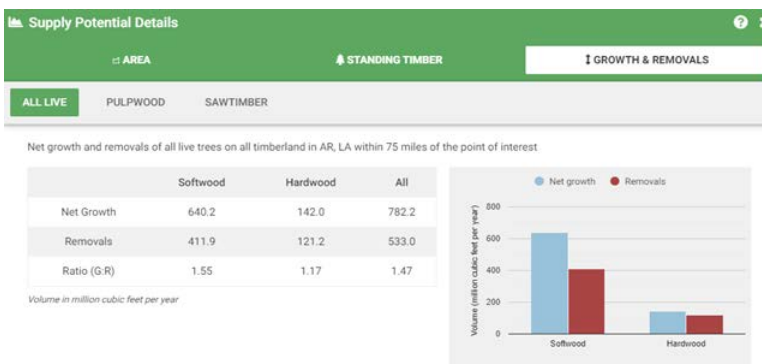 Supply Potential Details
AREA STANDING TIMBER GROWTH & REMOVALS
ALL LIVE PULPWOOD SAWTIMBER
Net growth and removals of all live trees on all timberland in AR, LA within 75 miles of the point of interest
Softwood Hardwood All
Net Growth 640.2 142.0 782.2
Removals 411.9 121.2 533.0
Ratio (G:R) 1.55 1.17 1.47
Volume in million cubic feet per year
Net growth Removals
Volume (million cubic feet per year)
800
600
400
200
0
Softwood Hardwood